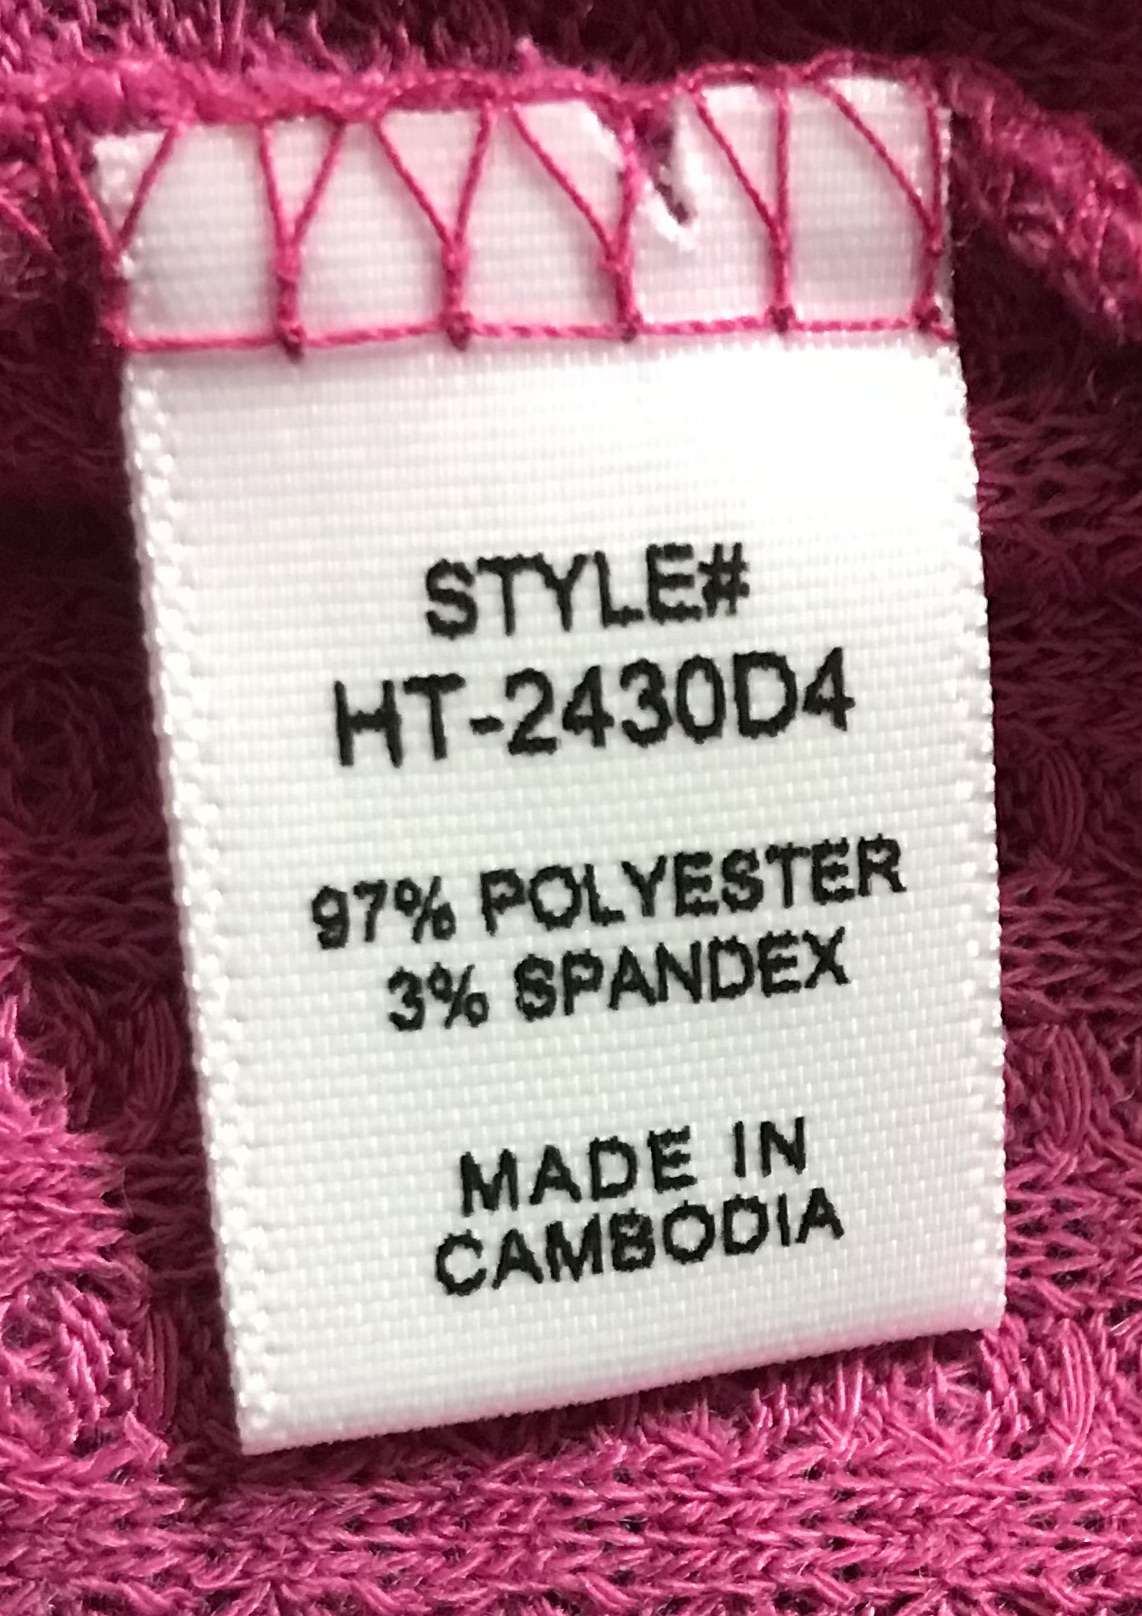 STYLE#
HT-2430D4
97% POLYESTER
3% SPANDEX
MADE IN
CAMBODIA